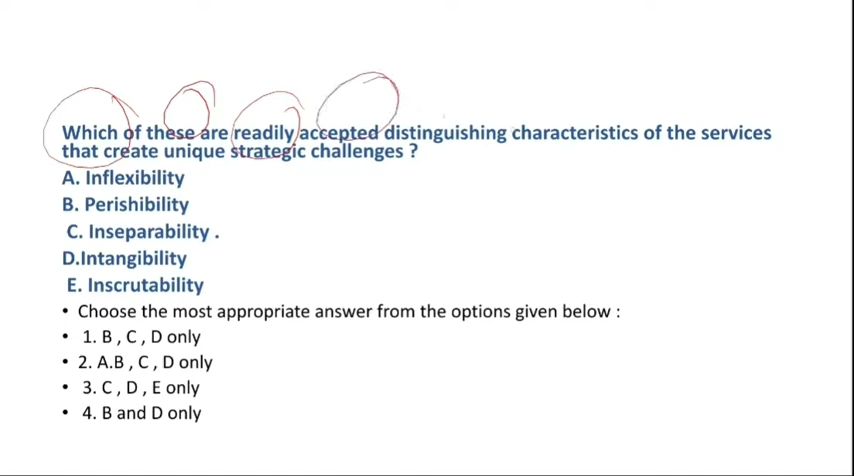 Which of these are readily accepted distinguishing characteristics of the services
that create unique strategic challenges ?
A. Inflexibility
B. Perishibility
C. Inseparability .
D.Intangibility
E. Inscrutability
• Choose the most appropriate answer from the options given below :
• 1. B , C , D only
• 2. A.B , C , D only
• 3. C , D , E only
• 4. B and D only